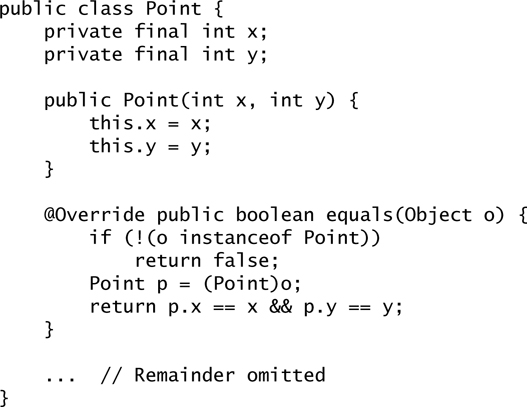 public class Point {
    private final int x;
    private final int y;

    public Point(int x, int y) {
        this.x = x;
        this.y = y;
    }

    @Override public boolean equals(Object o) {
        if (!(o instanceof Point))
            return false;
        Point p = (Point)o;
        return p.x == x && p.y == y;
    }

    ...  // Remainder omitted
}